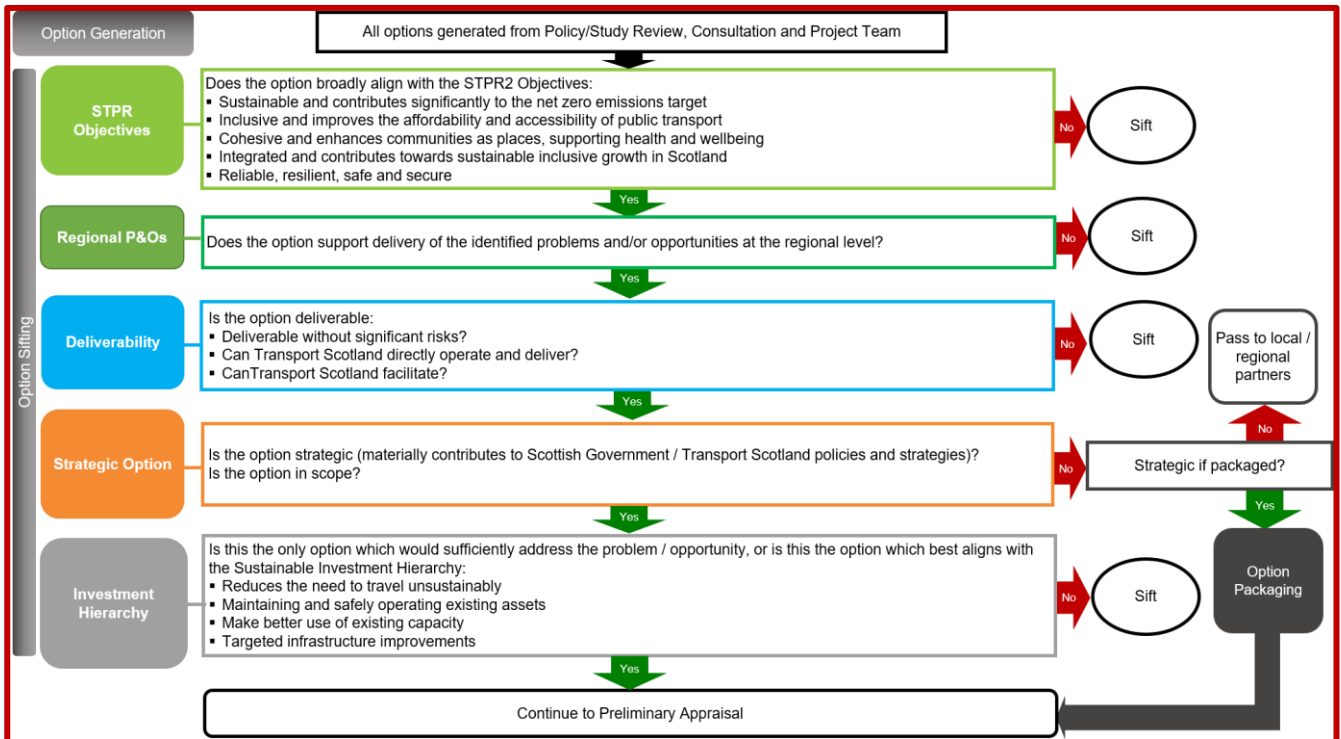 Option Generation
All options generated from Policy/Study Review, Consultation and Project Team
Option Sifting
STPR
Objectives
Does the option broadly align with the STPR2 Objectives:
▪ Sustainable and contributes significantly to the net zero emissions target
▪ Inclusive and improves the affordability and accessibility of public transport
▪ Cohesive and enhances communities as places, supporting health and wellbeing
▪ Integrated and contributes towards sustainable inclusive growth in Scotland
▪ Reliable, resilient, safe and secure
No
Sift
Yes
Regional P&Os
Does the option support delivery of the identified problems and/or opportunities at the regional level?
No
Sift
Yes
Deliverability
Is the option deliverable:
▪ Deliverable without significant risks?
▪ Can Transport Scotland directly operate and deliver?
▪ CanTransport Scotland facilitate?
No
Sift
Pass to local /
regional
partners
Yes
No
Strategic Option
Is the option strategic (materially contributes to Scottish Government / Transport Scotland policies and strategies)?
Is the option in scope?
No
Strategic if packaged?
Yes
Yes
Investment
Hierarchy
Is this the only option which would sufficiently address the problem / opportunity, or is this the option which best aligns with
the Sustainable Investment Hierarchy:
▪ Reduces the need to travel unsustainably
▪ Maintaining and safely operating existing assets
▪ Make better use of existing capacity
▪ Targeted infrastructure improvements
No
Sift
Option
Packaging
Yes
Continue to Preliminary Appraisal